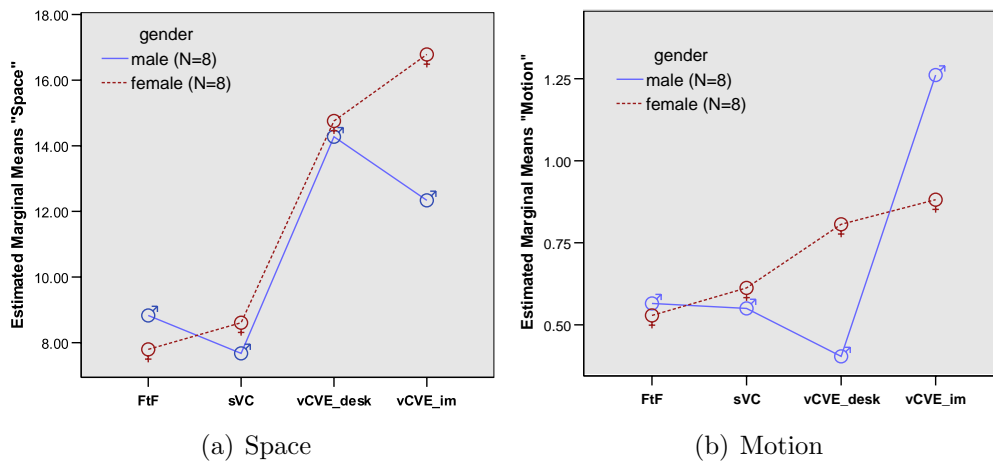 Estimated Marginal Means "Space"
18.00
16.00
14.00
12.00
10.00
8.00
gender
male (N=8)
female (N=8)
FtF sVC vCVE_desk vCVE_im
(a) Space
Estimated Marginal Means "Motion"
1.25
1.00
0.75
0.50
gender
male (N=8)
female (N=8)
FtF sVC vCVE_desk vCVE_im
(b) Motion